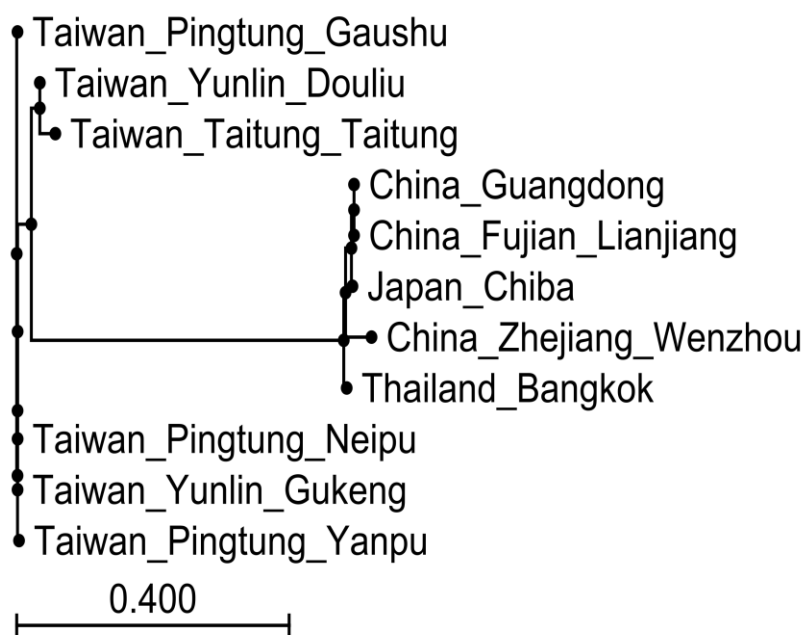 Taiwan_Pingtung_Gaushu
Taiwan_Yunlin_Douliu
Taiwan_Taitung_Taitung
China_Guangdong
China_Fujian_Lianjiang
Japan_Chiba
China_Zhejiang_Wenzhou
Thailand_Bangkok
Taiwan_Pingtung_Neipu
Taiwan_Yunlin_Gukeng
Taiwan_Pingtung_Yanpu
0.400